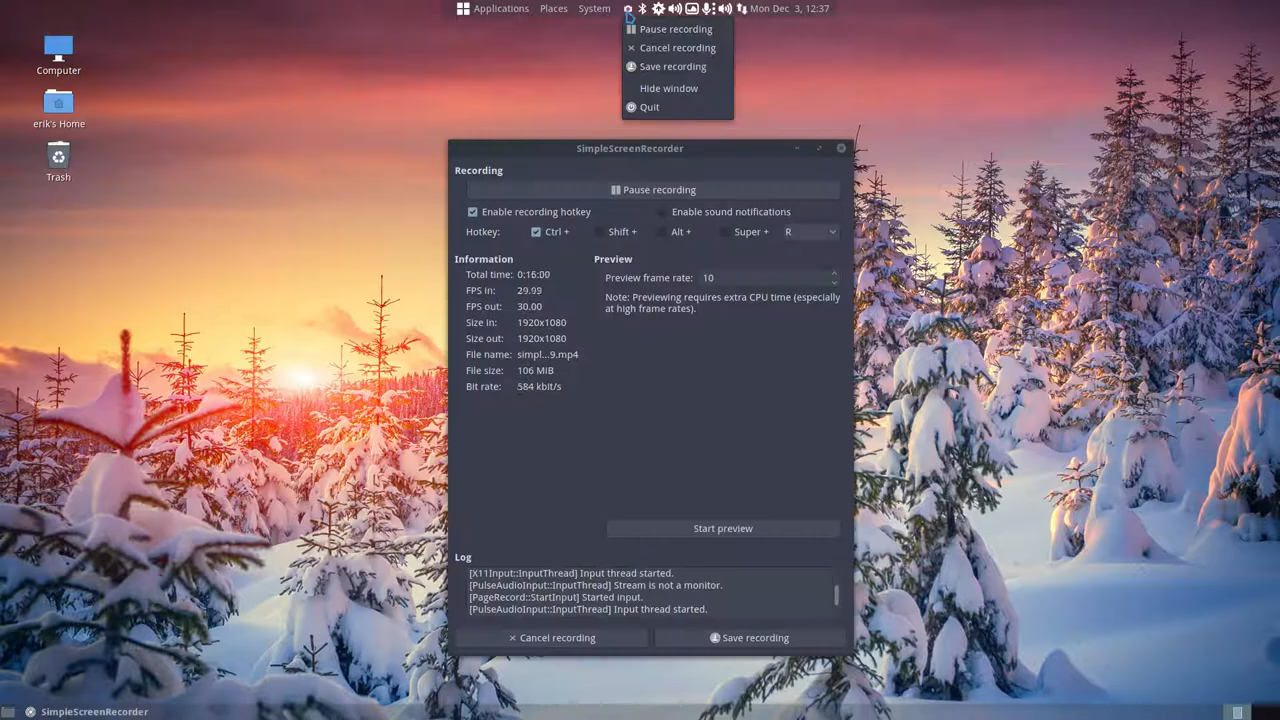 Applications Places System Mon Dec 3, 12:37
Pause recording
Cancel recording
Save recording
Hide window
Quit
Computer
erik's Home
Trash
SimpleScreenRecorder
Recording
Pause recording
Enable recording hotkey Enable sound notifications
Hotkey: Ctrl + Shift + Alt + Super + R
Information
Total time: 0:16:00
FPS in: 29.99
FPS out: 30.00
Size in: 1920x1080
Size out: 1920x1080
File name: simpl...9.mp4
File size: 106 MiB
Bit rate: 584 kbit/s
Preview
Preview frame rate: 10
Note: Previewing requires extra CPU time (especially
at high frame rates).
Start preview
Log
[X11Input::InputThread] Input thread started.
[PulseAudioInput::InputThread] Stream is not a monitor.
[PageRecord::StartInput] Started input.
[PulseAudioInput::InputThread] Input thread started.
Cancel recording Save recording
SimpleScreenRecorder